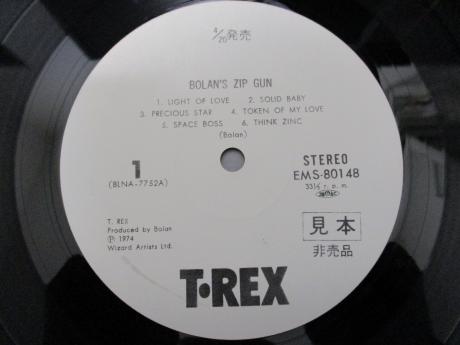 4/20発売
BOLAN'S ZIP GUN
1. LIGHT OF LOVE 2. SOLID BABY
3. PRECIOUS STAR 4. TOKEN OF MY LOVE
5. SPACE BOSS 6. THINK ZINC
(Bolan)
1
(BLNA-7752A)
STEREO
EMS-80148
33⅓ r.p.m.
T. REX
Produced by Bolan
Ⓟ 1974
Wizard Artists Ltd.
見本
非売品
T·REX